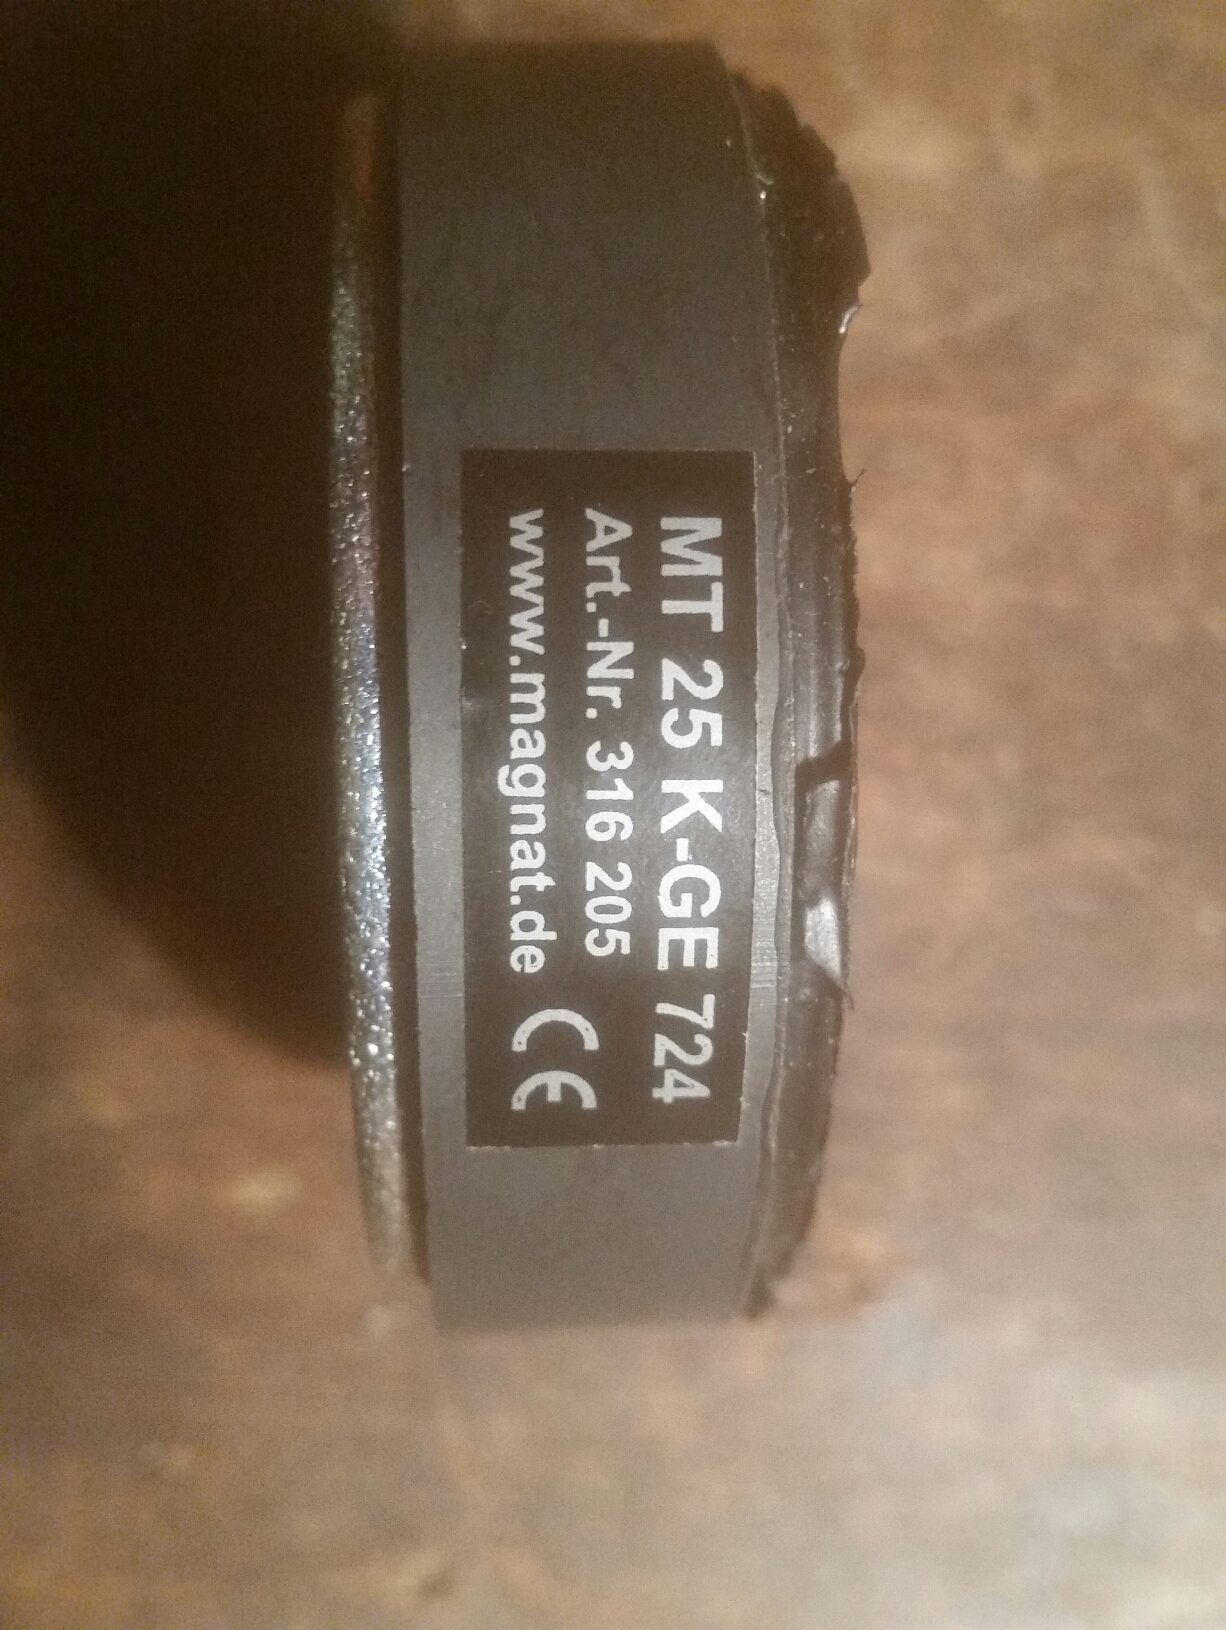 MT 25 K-GE 724
Art.-Nr. 316 205
www.magnat.de CE